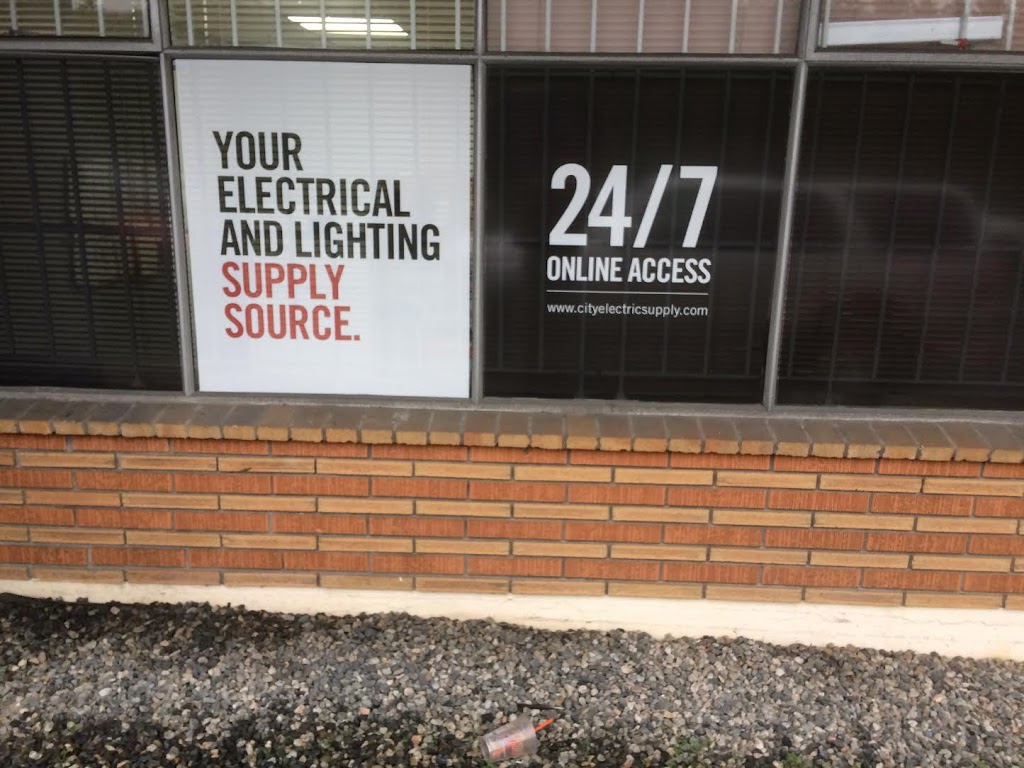 YOUR
ELECTRICAL
AND LIGHTING
SUPPLY
SOURCE.
24/7
ONLINE ACCESS
www.cityelectricsupply.com